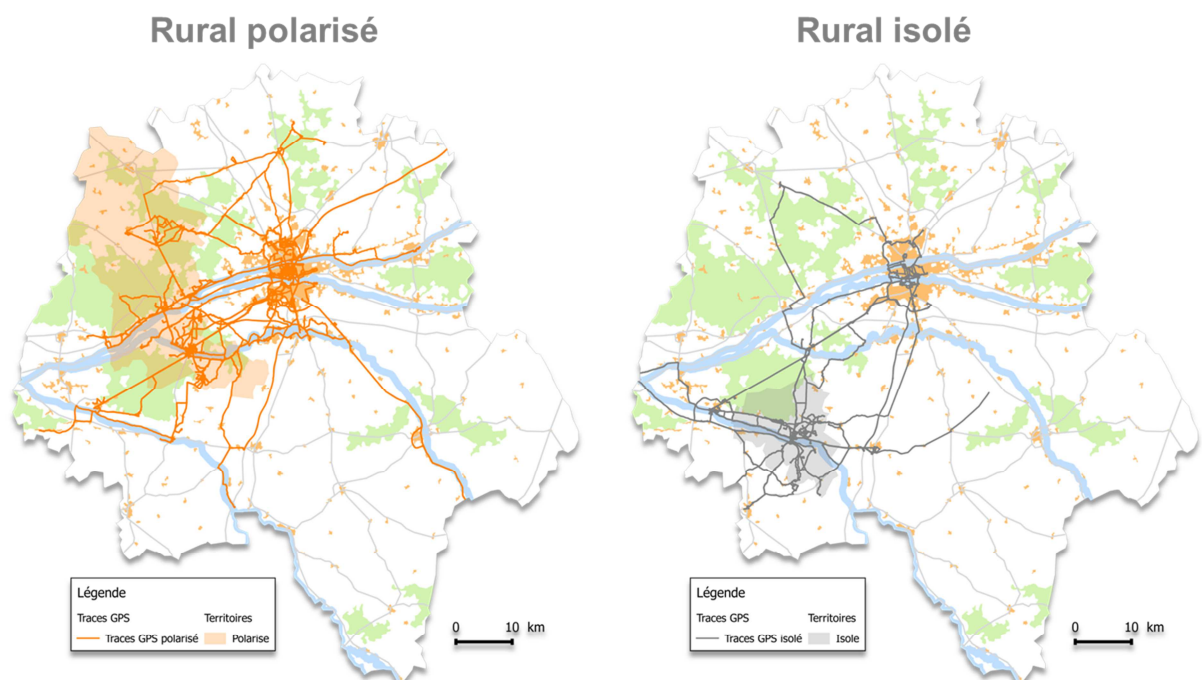 Rural polarisé
Rural isolé
Légende
Traces GPS Territoires
Traces GPS polarisé Polarise
0 10 km
Légende
Traces GPS Territoires
Traces GPS isolé Isole
0 10 km